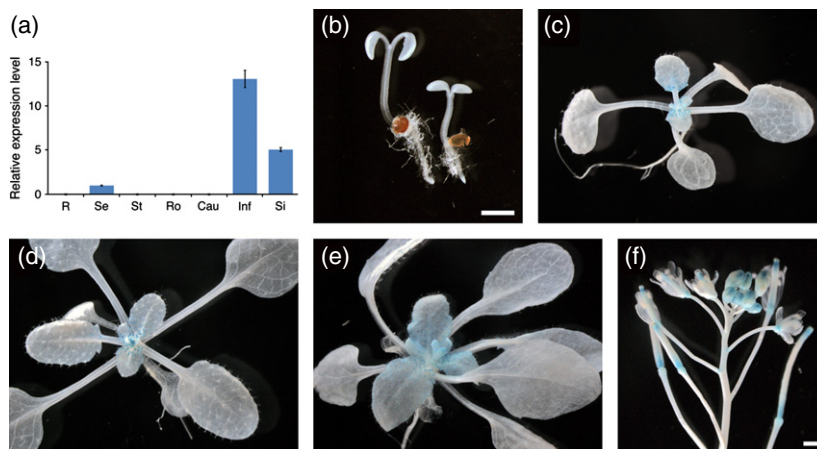 (a)
Relative expression level
15
10
5
0
R Se St Ro Cau Inf Si
(b)
(c)
(d)
(e)
(f)